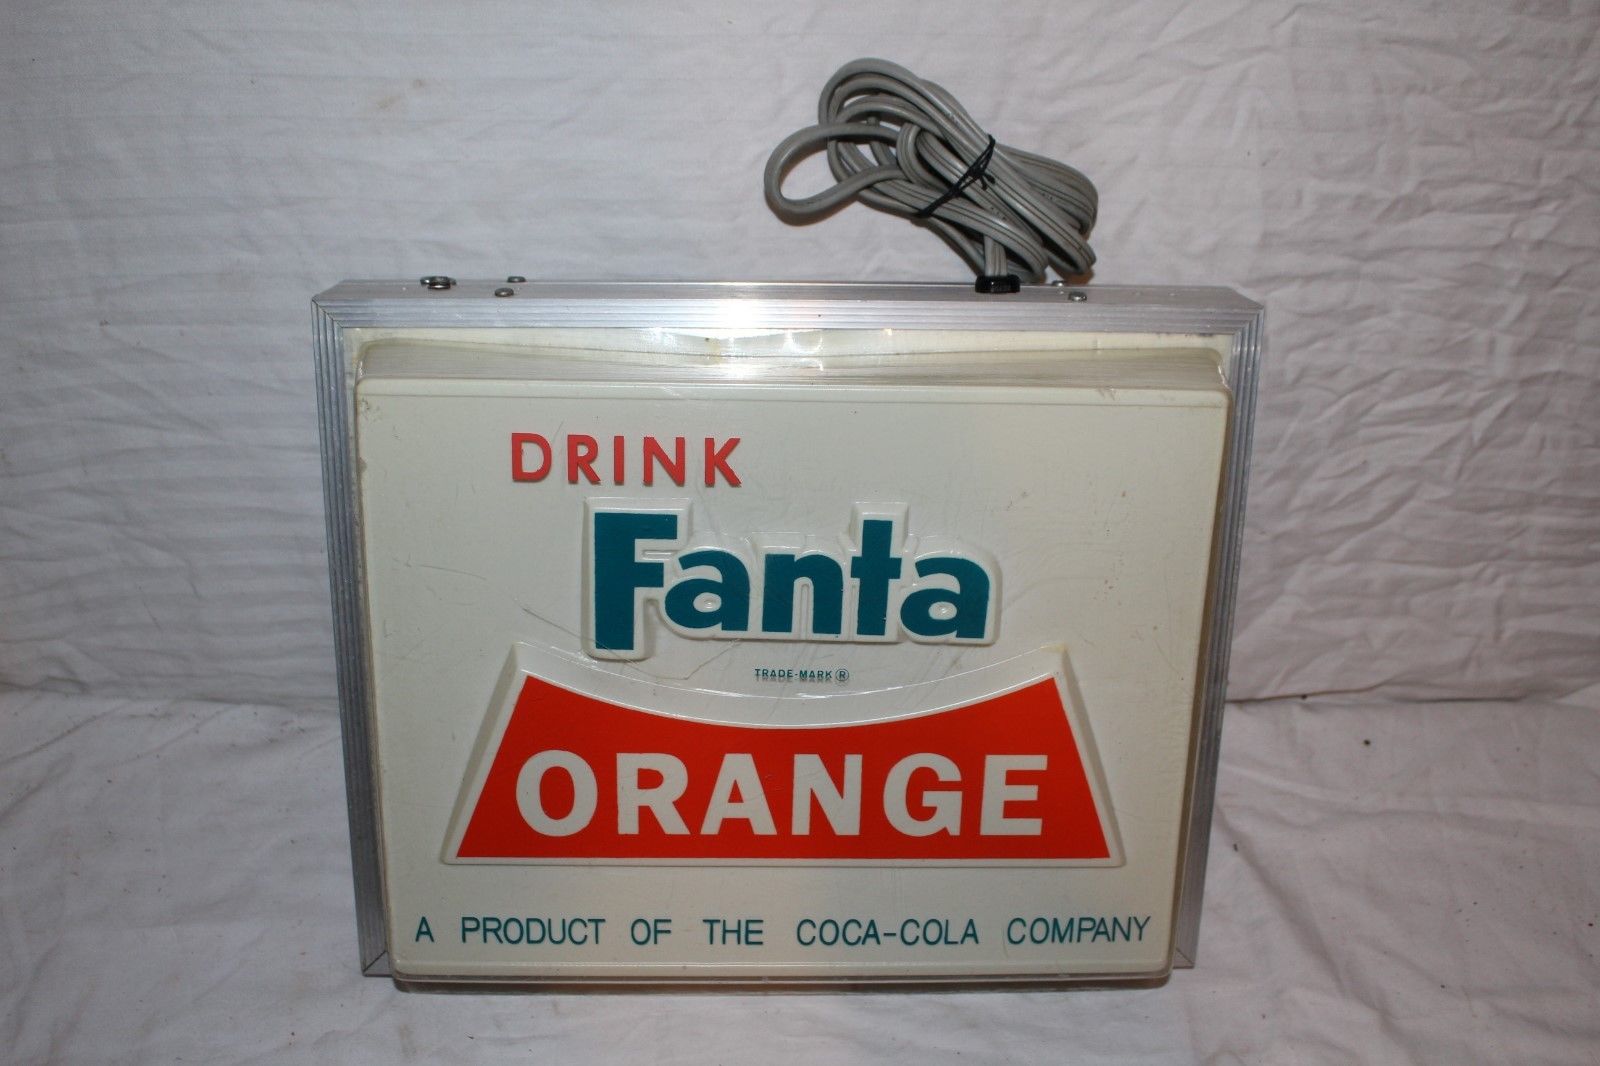 DRINK
Fanta
TRADE-MARK ®
ORANGE
A PRODUCT OF THE COCA-COLA COMPANY